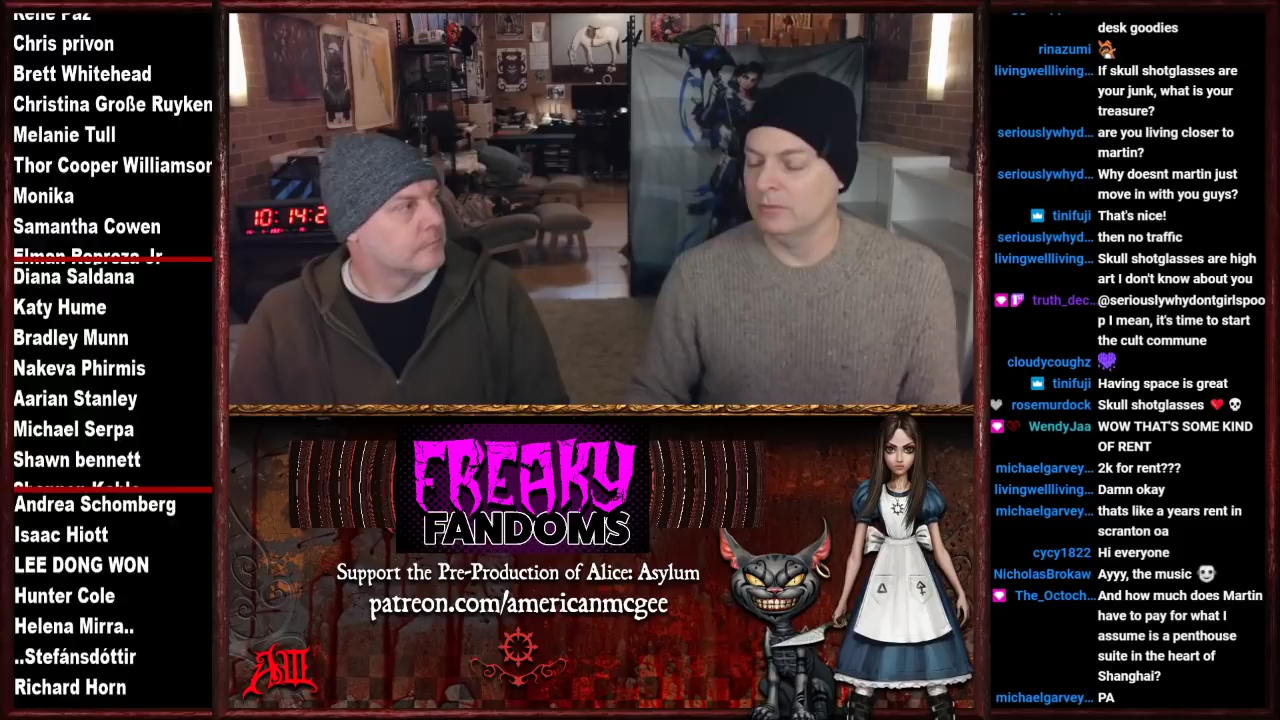 Rene Paz
Chris privon
Brett Whitehead
Christina Große Ruyken
Melanie Tull
Thor Cooper Williamson
Monika
Samantha Cowen
Diana Saldana
Katy Hume
Bradley Munn
Nakeva Phirmis
Aarian Stanley
Michael Serpa
Shawn bennett
Andrea Schomberg
Isaac Hiott
LEE DONG WON
Hunter Cole
Helena Mirra..
..Stefánsdóttir
Richard Horn
10:14:2
FREAKY
FANDOMS
Support the Pre-Production of Alice: Asylum
patreon.com/americanmcgee
desk goodies
rinazumi
livingwellliving... If skull shotglasses are
your junk, what is your
treasure?
seriouslywhyd... are you living closer to
martin?
seriouslywhyd... Why doesnt martin just
move in with you guys?
tinifuji That's nice!
seriouslywhyd... then no traffic
livingwellliving... Skull shotglasses are high
art I don't know about you
truth_dec... @seriouslywhydontgirlspoo
p I mean, it's time to start
the cult commune
cloudycoughz
tinifuji Having space is great
rosemurdock Skull shotglasses
WendyJaa WOW THAT'S SOME KIND
OF RENT
michaelgarvey... 2k for rent???
livingwellliving... Damn okay
michaelgarvey... thats like a years rent in
scranton oa
cycy1822 Hi everyone
NicholasBrokaw Ayyy, the music
The_Octoch... And how much does Martin
have to pay for what I
assume is a penthouse
suite in the heart of
Shanghai?
michaelgarvey... PA